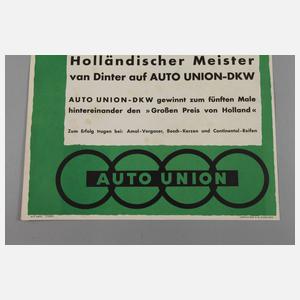 Holländischer Meister
van Dinter auf AUTO UNION-DKW
AUTO UNION-DKW gewinnt zum fünften Male
hintereinander den »Großen Preis von Holland«
Zum Erfolg trugen bei: Amal-Vergaser, Bosch-Kerzen und Continental-Reifen
AUTO UNION